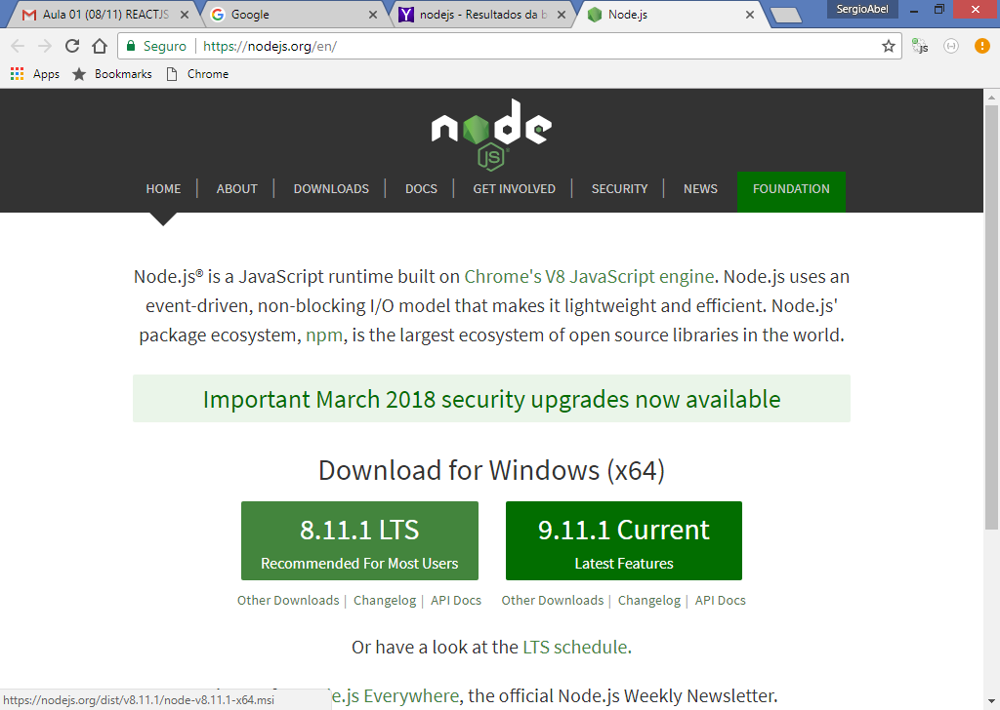 Aula 01 (08/11) REACTJS
Google
nodejs - Resultados da b
Node.js
SergioAbel
Seguro
https://nodejs.org/en/
JS
Apps
Bookmarks
Chrome
node
JS
HOME
ABOUT
DOWNLOADS
DOCS
GET INVOLVED
SECURITY
NEWS
FOUNDATION
Node.js® is a JavaScript runtime built on Chrome's V8 JavaScript engine. Node.js uses an
event-driven, non-blocking I/O model that makes it lightweight and efficient. Node.js'
package ecosystem, npm, is the largest ecosystem of open source libraries in the world.
Important March 2018 security upgrades now available
Download for Windows (x64)
8.11.1 LTS
Recommended For Most Users
9.11.1 Current
Latest Features
Other Downloads | Changelog | API Docs
Other Downloads | Changelog | API Docs
Or have a look at the LTS schedule.
.js Everywhere, the official Node.js Weekly Newsletter.
https://nodejs.org/dist/v8.11.1/node-v8.11.1-x64.msi